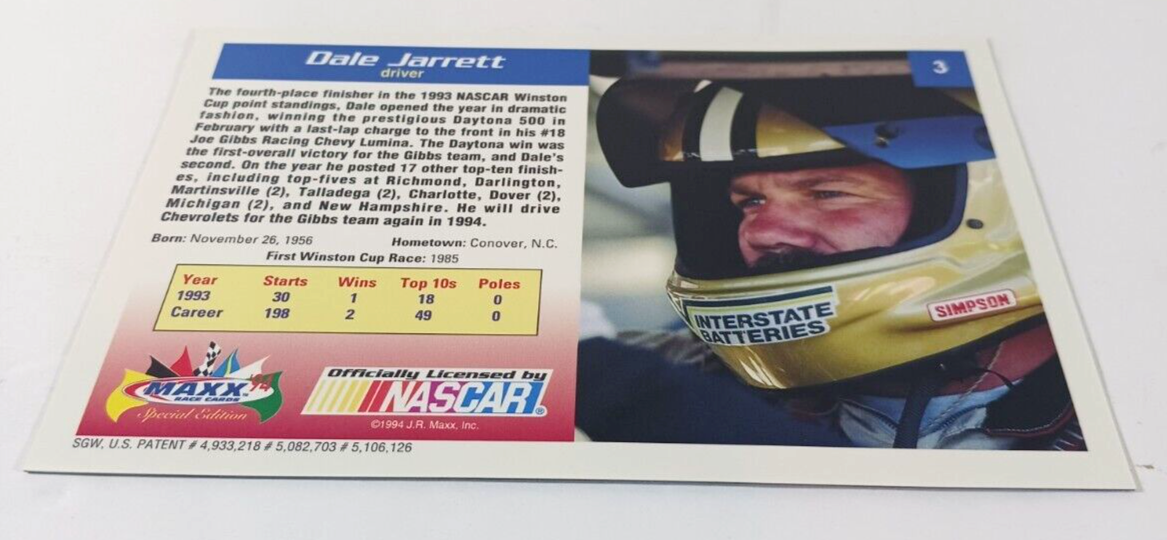 Dale Jarrett
driver
3
The fourth-place finisher in the 1993 NASCAR Winston
Cup point standings, Dale opened the year in dramatic
fashion, winning the prestigious Daytona 500 in
February with a last-lap charge to the front in his #18
Joe Gibbs Racing Chevy Lumina. The Daytona win was
the first-overall victory for the Gibbs team, and Dale's
second. On the year he posted 17 other top-ten finish-
es, including top-fives at Richmond, Darlington,
Martinsville (2), Talladega (2), Charlotte, Dover (2),
Michigan (2), and New Hampshire. He will drive
Chevrolets for the Gibbs team again in 1994.
Born: November 26, 1956 Hometown: Conover, N.C.
First Winston Cup Race: 1985
Year Starts Wins Top 10s Poles
1993 30 1 18 0
Career 198 2 49 0
MAXX '94
RACE CARDS
Special Edition
Officially Licensed by
NASCAR®
©1994 J.R. Maxx, Inc.
SGW, U.S. PATENT # 4,933,218 # 5,082,703 # 5,106,126
INTERSTATE
BATTERIES
SIMPSON